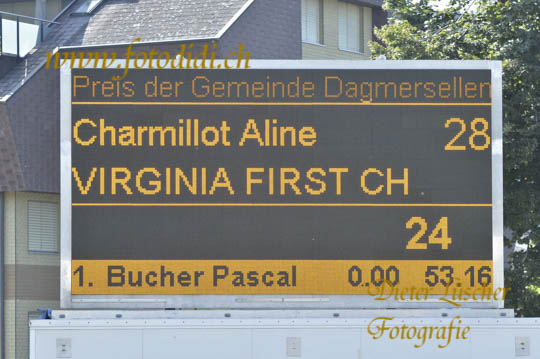 www.fotodidi.ch
Preis der Gemeinde Dagmersellen
Charmillot Aline 28
VIRGINIA FIRST CH
24
1. Bucher Pascal 0.00 53.16
Dieter Lüscher
Fotografie